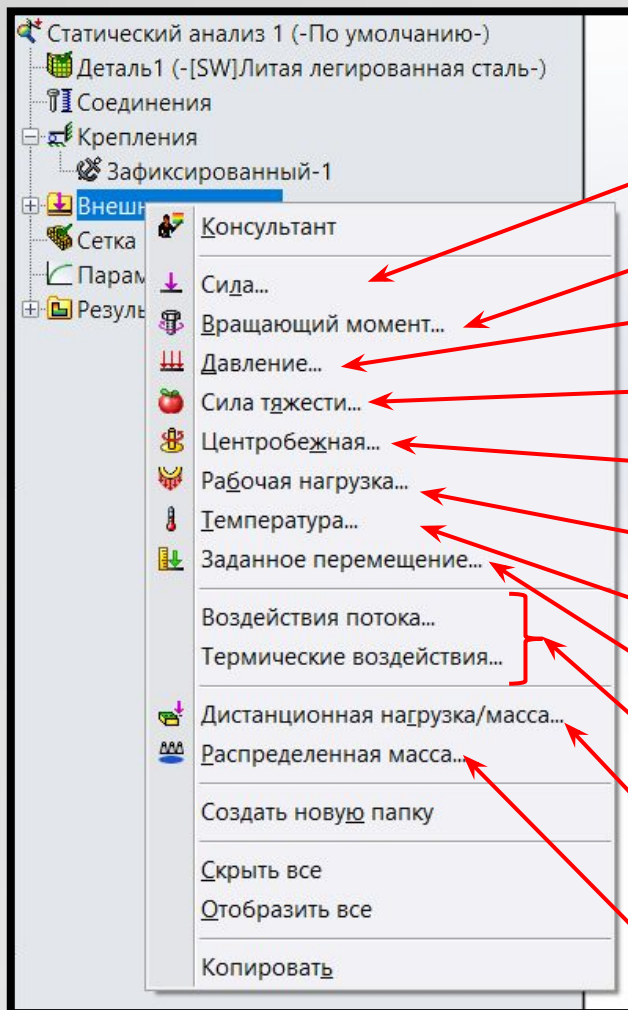 Статический анализ 1 (-По умолчанию-)
Деталь1 (-[SW]Литая легированная сталь-)
Соединения
Крепления
Зафиксированный-1
Внешн
Сетка
Парам
Резуль
Консультант
Сила...
Вращающий момент...
Давление...
Сила тяжести...
Центробежная...
Рабочая нагрузка...
Температура...
Заданное перемещение...
Воздействия потока...
Термические воздействия...
Дистанционная нагрузка/масса...
Распределенная масса...
Создать новую папку
Скрыть все
Отобразить все
Копировать